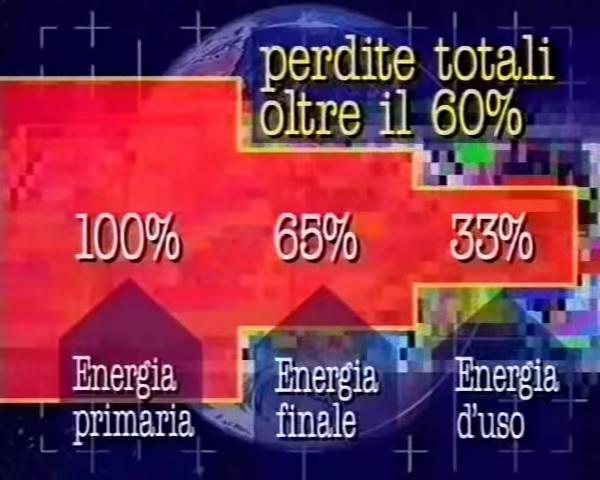 perdite totali
oltre il 60%
100%
65%
33%
Energia
primaria
Energia
finale
Energia
d'uso